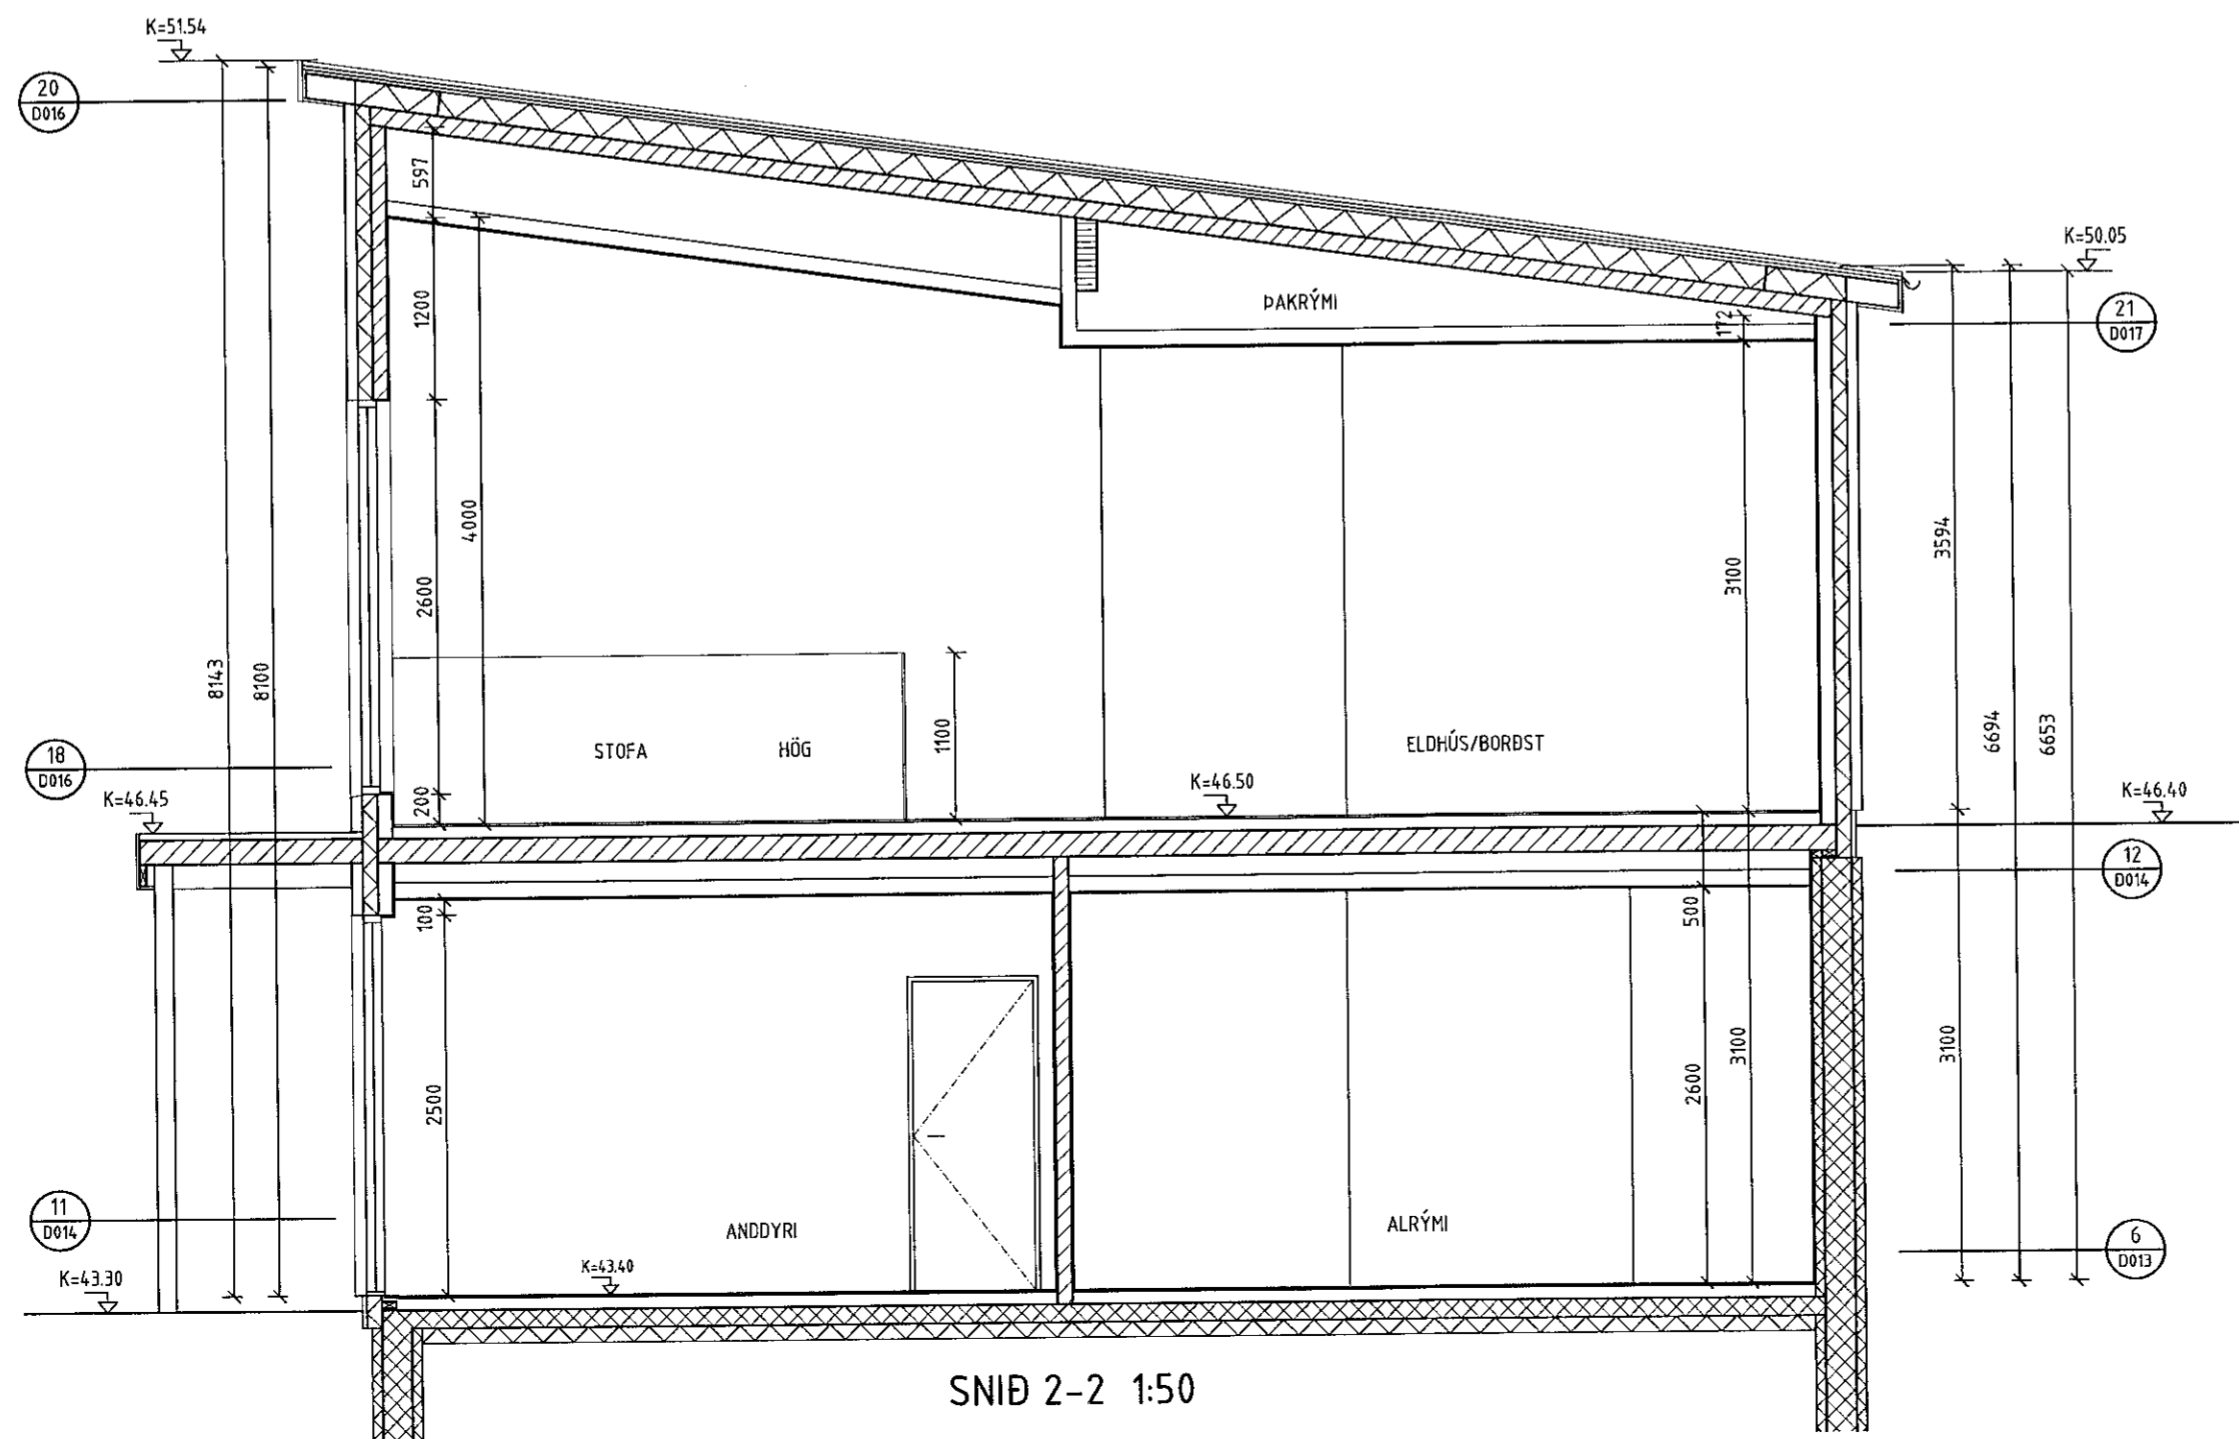 K=51.54
20
D016
597
K=50.05
ÞAKRÝMI
172
21
D017
1200
4000
3594
2600
3100
8143
8100
6694
6653
STOFA
HÖG
1100
ELDHÚS/BORÐST
18
D016
K=46.45
200
K=46.50
K=46.40
12
D014
100
500
2500
2600
3100
3100
11
D014
ANDDYRI
ALRÝMI
6
D013
K=43.30
K=43.40
SNIÐ 2-2 1:50